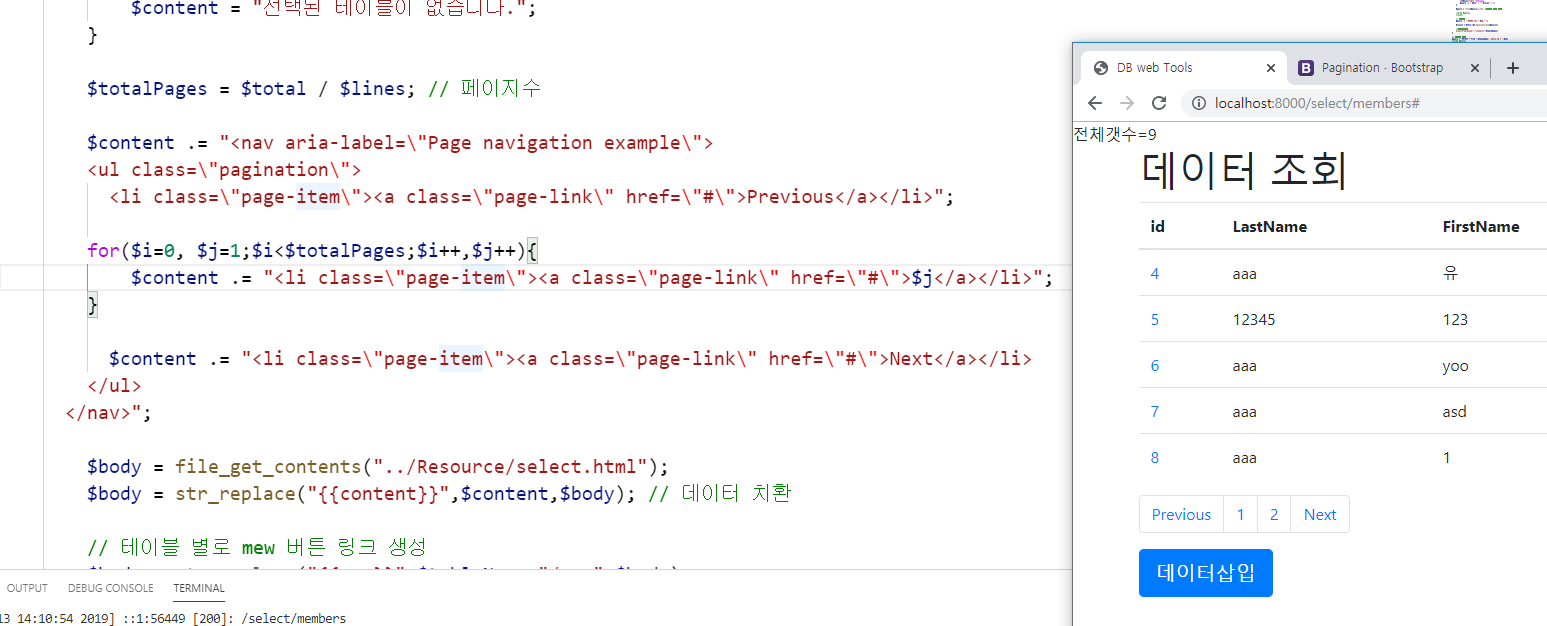 $content = "선택된 테이블이 없습니다.";
}
$totalPages = $total / $lines; // 페이지수
$content .= "<nav aria-label=\"Page navigation example\">
<ul class=\"pagination\">
<li class=\"page-item\"><a class=\"page-link\" href=\"#\">Previous</a></li>";
for($i=0, $j=1;$i<$totalPages;$i++,$j++){
$content .= "<li class=\"page-item\"><a class=\"page-link\" href=\"#\">$j</a></li>";
}
$content .= "<li class=\"page-item\"><a class=\"page-link\" href=\"#\">Next</a></li>
</ul>
</nav>";
$body = file_get_contents("../Resource/select.html");
$body = str_replace("{{content}}",$content,$body); // 데이터 치환
// 테이블 별로 mew 버튼 링크 생성
OUTPUT DEBUG CONSOLE TERMINAL
13 14:10:54 2019] ::1:56449 [200]: /select/members
DB web Tools
Pagination · Bootstrap
localhost:8000/select/members#
전체갯수=9
데이터 조회
id LastName FirstName
4 aaa 유
5 12345 123
6 aaa yoo
7 aaa asd
8 aaa 1
Previous 1 2 Next
데이터삽입